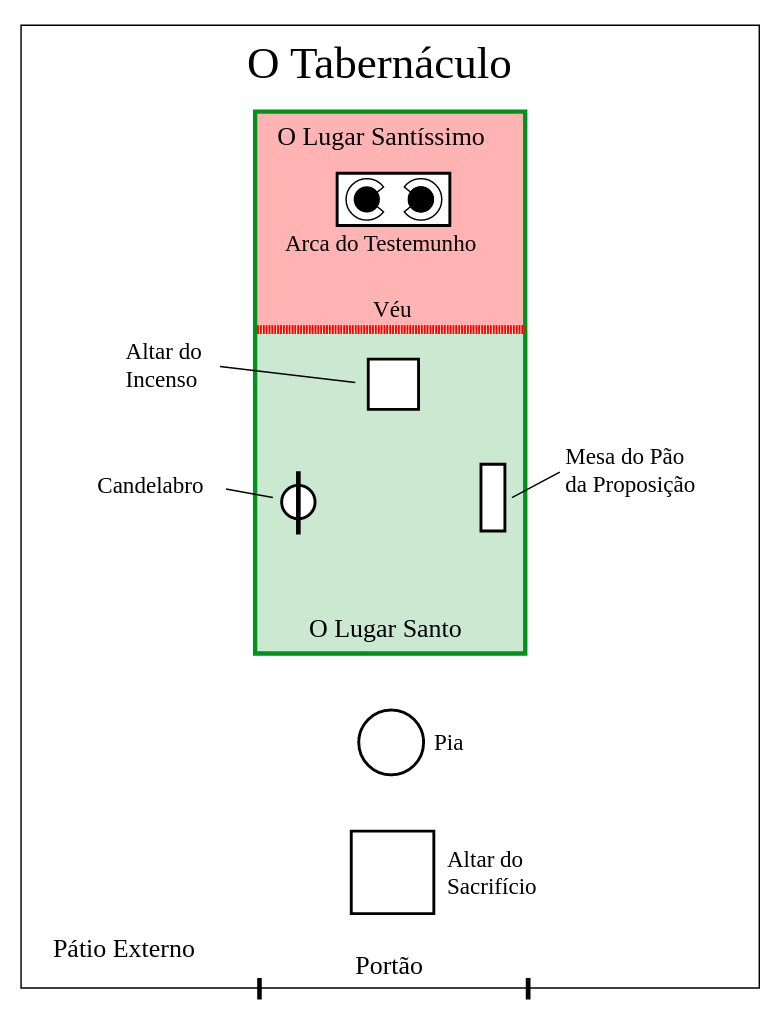 O Tabernáculo
O Lugar Santíssimo
Arca do Testemunho
Véu
Altar do
Incenso
Candelabro
Mesa do Pão
da Proposição
O Lugar Santo
Pia
Altar do
Sacrifício
Pátio Externo
Portão